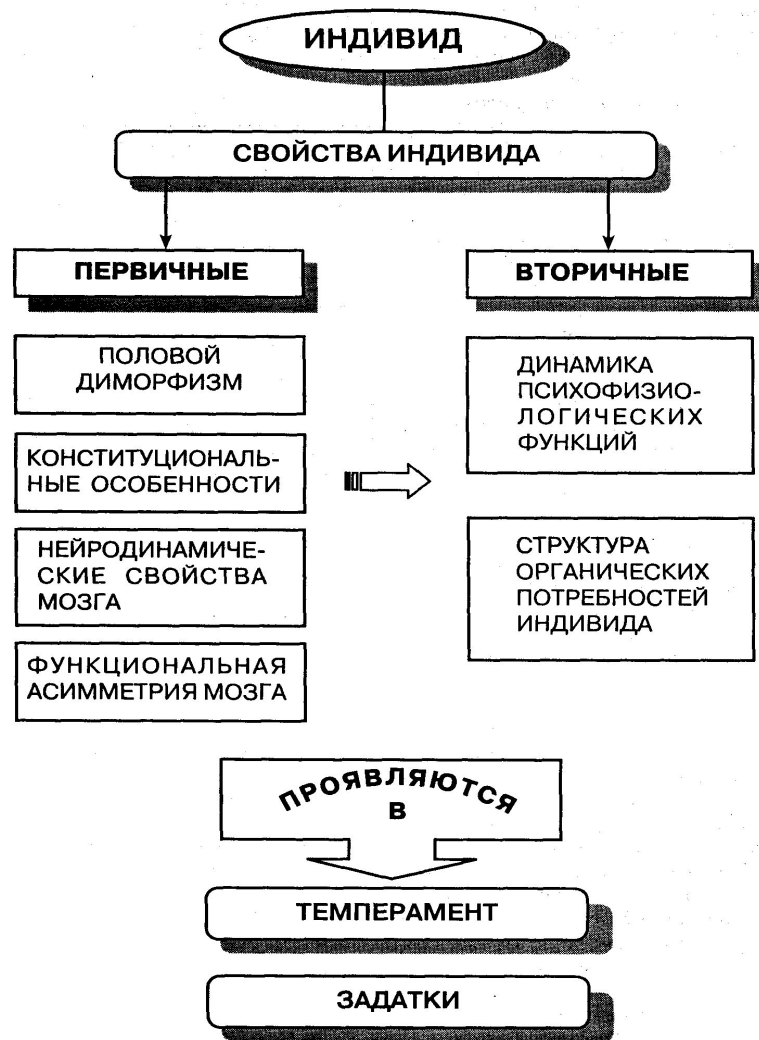 ИНДИВИД
СВОЙСТВА ИНДИВИДА
ПЕРВИЧНЫЕ
ПОЛОВОЙ
ДИМОРФИЗМ
КОНСТИТУЦИОНАЛЬ-
НЫЕ ОСОБЕННОСТИ
НЕЙРОДИНАМИЧЕ-
СКИЕ СВОЙСТВА
МОЗГА
ФУНКЦИОНАЛЬНАЯ
АСИММЕТРИЯ МОЗГА
ВТОРИЧНЫЕ
ДИНАМИКА
ПСИХОФИЗИО-
ЛОГИЧЕСКИХ
ФУНКЦИЙ
СТРУКТУРА
ОРГАНИЧЕСКИХ
ПОТРЕБНОСТЕЙ
ИНДИВИДА
ПРОЯВЛЯЮТСЯ
В
ТЕМПЕРАМЕНТ
ЗАДАТКИ